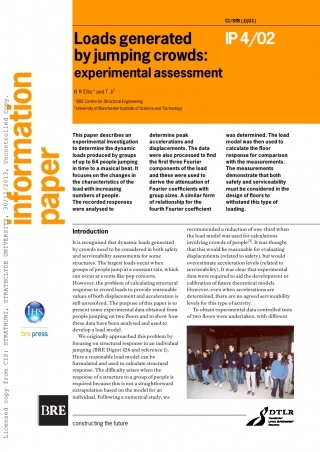 CI/SfB (J)(U1)
Loads generated
by jumping crowds:
experimental assessment
IP 4/02
B R Ellis* and T Ji†
*BRE Centre for Structural Engineering
†University of Manchester Institute of Science and Technology
information
paper
This paper describes an
experimental investigation
to determine the dynamic
loads produced by groups
of up to 64 people jumping
in time to a musical beat. It
focuses on the changes in
the characteristics of the
load with increasing
numbers of people.
The recorded responses
were analysed to
determine peak
accelerations and
displacements. The data
were also processed to find
the first three Fourier
components of the load
and these were used to
derive the attenuation of
Fourier coefficients with
group sizes. A similar form
of relationship for the
fourth Fourier coefficient
was determined. The load
model was then used to
calculate the floor
response for comparison
with the measurements.
The measurements
demonstrate that both
safety and serviceability
must be considered in the
design of floors to
withstand this type of
loading.
Introduction
It is recognised that dynamic loads generated
by crowds need to be considered in both safety
and serviceability assessments for some
structures. The largest loads occur when
groups of people jump at a constant rate, which
can occur at events like pop concerts.
However, the problem of calculating structural
response to crowd loads to provide reasonable
values of both displacement and acceleration is
still unresolved. The purpose of this paper is to
present some experimental data obtained from
people jumping on two floors and to show how
these data have been analysed and used to
develop a load model.
We originally approached this problem by
focusing on structural response to an individual
jumping (BRE Digest 426 and reference 1).
Here a reasonable load model can be
formulated and used to calculate structural
response. The difficulty arises when the
response of a structure to a group of people is
required because this is not a straightforward
extrapolation based on the model for an
individual. Following a numerical study, we
recommended a reduction of one-third when
the load model was used for calculations
involving crowds of people[2]. It was thought
that this would be reasonable for evaluating
displacements (related to safety), but would
overestimate acceleration levels (related to
serviceability). It was clear that experimental
data were required to aid the development or
calibration of future theoretical models.
However, even when accelerations are
determined, there are no agreed serviceability
levels for this type of activity.
To obtain experimental data controlled tests
of two floors were undertaken, with different
IHS
bre press
BRE
constructing the future
DTLR
Licensed copy from CIS: STRATHUNI, STRATHCLYDE UNIVERSITY, 09/12/2013, Uncontrolled Copy.